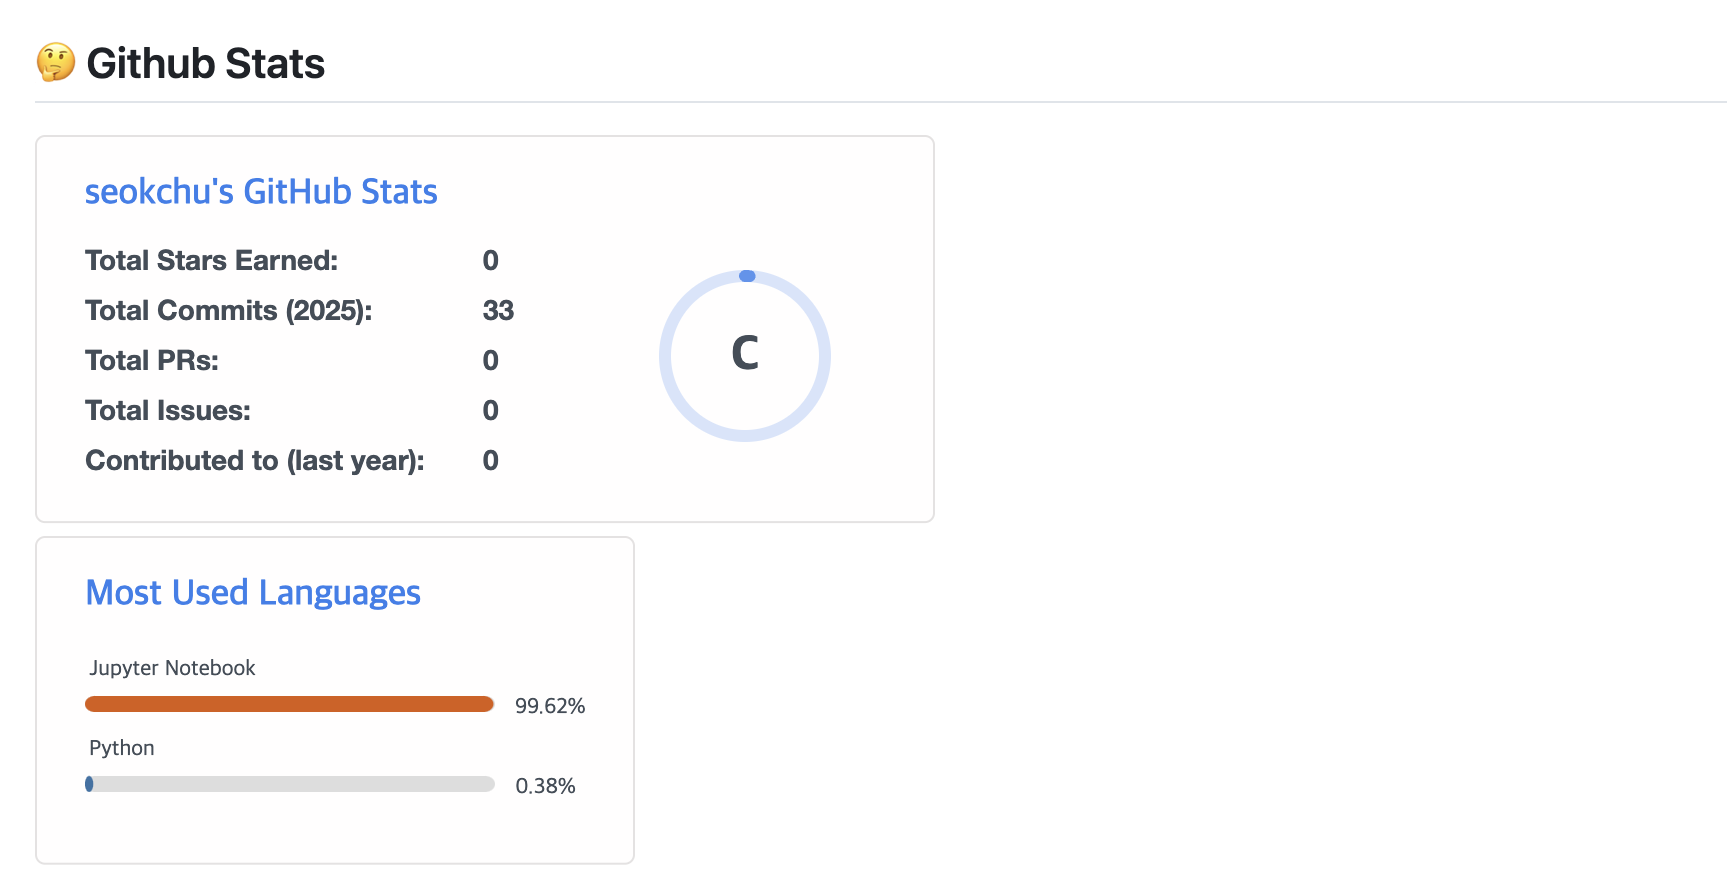 🤔 Github Stats
seokchu's GitHub Stats
Total Stars Earned: 0
Total Commits (2025): 33
Total PRs: 0
Total Issues: 0
Contributed to (last year): 0
C
Most Used Languages
Jupyter Notebook
99.62%
Python
0.38%